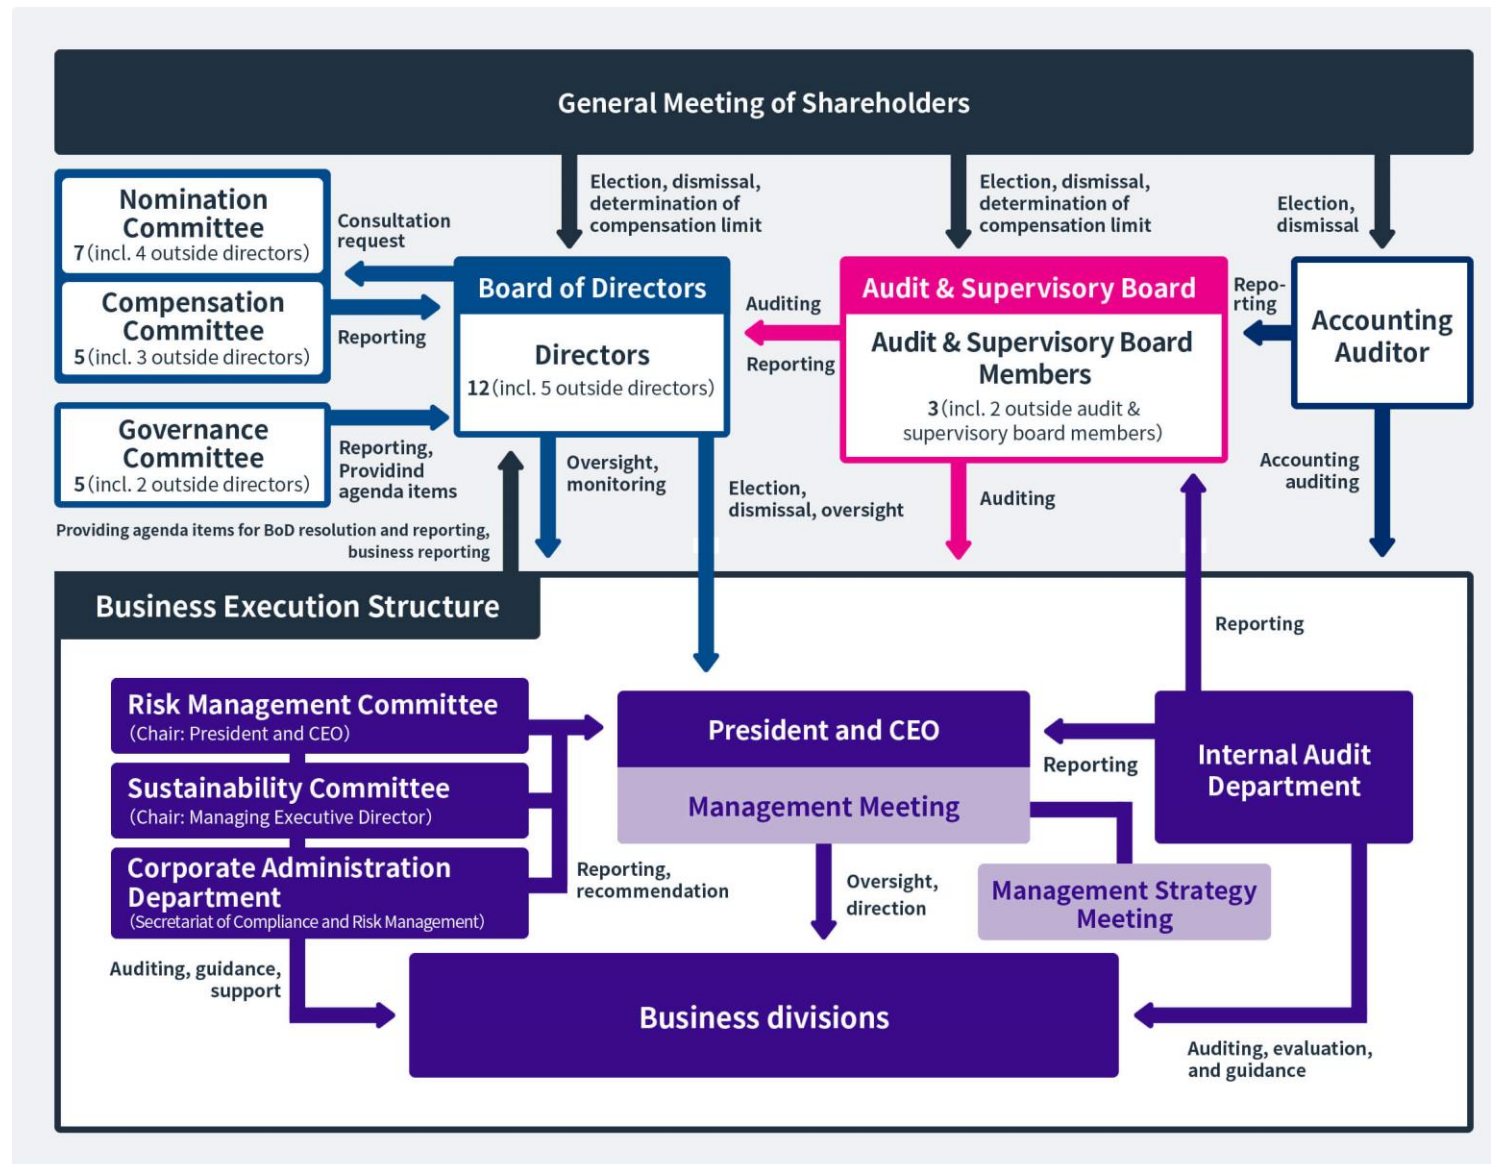 General Meeting of Shareholders
Election, dismissal,
determination of
compensation limit
Election, dismissal,
determination of
compensation limit
Election,
dismissal
Nomination
Committee
7(incl. 4 outside directors)
Compensation
Committee
5(incl. 3 outside directors)
Consultation
request
Reporting
Governance
Committee
5(incl. 2 outside directors)
Reporting,
Providind
agenda items
Board of Directors
Directors
12(incl. 5 outside directors)
Auditing
Reporting
Audit & Supervisory Board
Audit & Supervisory Board
Members
3(incl. 2 outside audit &
supervisory board members)
Repo-
rting
Accounting
Auditor
Providing agenda items for BoD resolution and reporting,
business reporting
Oversight,
monitoring
Election,
dismissal, oversight
Auditing
Accounting
auditing
Business Execution Structure
Reporting
Risk Management Committee
(Chair: President and CEO)
Sustainability Committee
(Chair: Managing Executive Director)
Corporate Administration
Department
(Secretariat of Compliance and Risk Management)
Reporting,
recommendation
President and CEO
Management Meeting
Reporting
Internal Audit
Department
Oversight,
direction
Management Strategy
Meeting
Auditing, guidance,
support
Business divisions
Auditing, evaluation,
and guidance